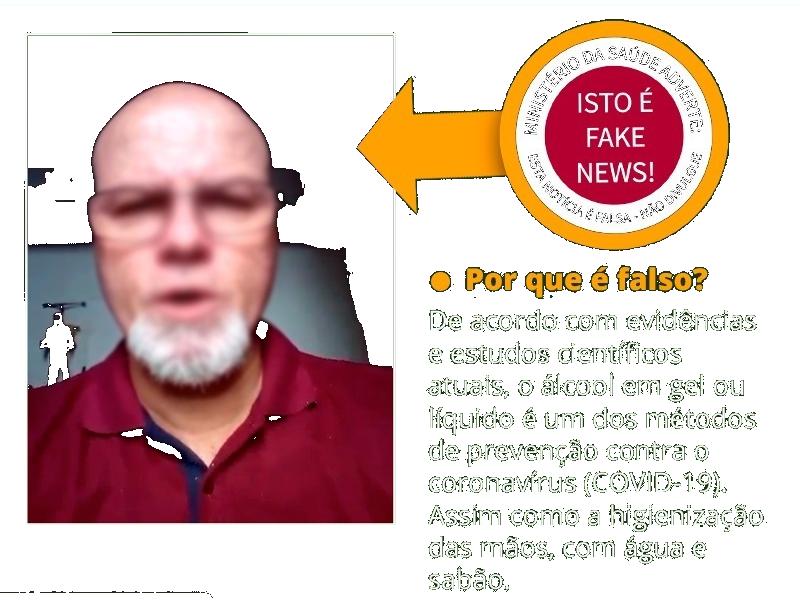 MINISTÉRIO DA SAÚDE ADVERTE:
ISTO É
FAKE
NEWS!
ESTA NOTÍCIA É FALSA - NÃO DIVULGUE
Por que é falso?
De acordo com evidências
e estudos científicos
atuais, o álcool em gel ou
líquido é um dos métodos
de prevenção contra o
coronavírus (COVID-19).
Assim como a higienização
das mãos, com água e
sabão.